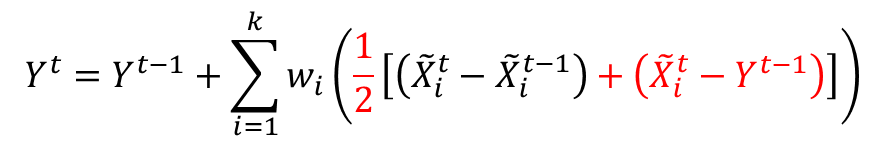 Y^t = Y^{t-1} + \sum_{i=1}^{k} w_i \left( \frac{1}{2} \left[ \left( \tilde{X}_i^t - \tilde{X}_i^{t-1} \right) + \left( \tilde{X}_i^t - Y^{t-1} \right) \right] \right)